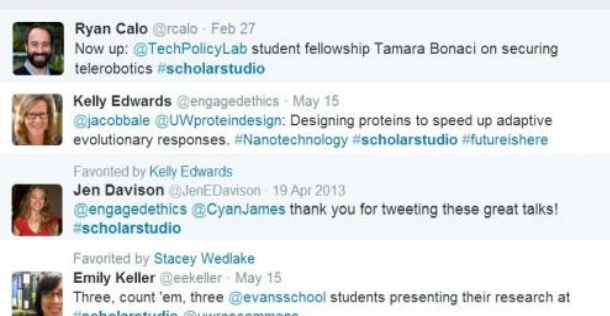 Ryan Calo @rcalo · Feb 27
Now up: @TechPolicyLab student fellowship Tamara Bonaci on securing
telerobotics #scholarstudio
Kelly Edwards @engagedethics · May 15
@jacobbale @UWproteindesign: Designing proteins to speed up adaptive
evolutionary responses. #Nanotechnology #scholarstudio #futureishere
Favorited by Kelly Edwards
Jen Davison @JenEDavison · 19 Apr 2013
@engagedethics @CyanJames thank you for tweeting these great talks!
#scholarstudio
Favorited by Stacey Wedlake
Emily Keller @eekeller · May 15
Three, count 'em, three @evansschool students presenting their research at
#scholarstudio @uwrescommons